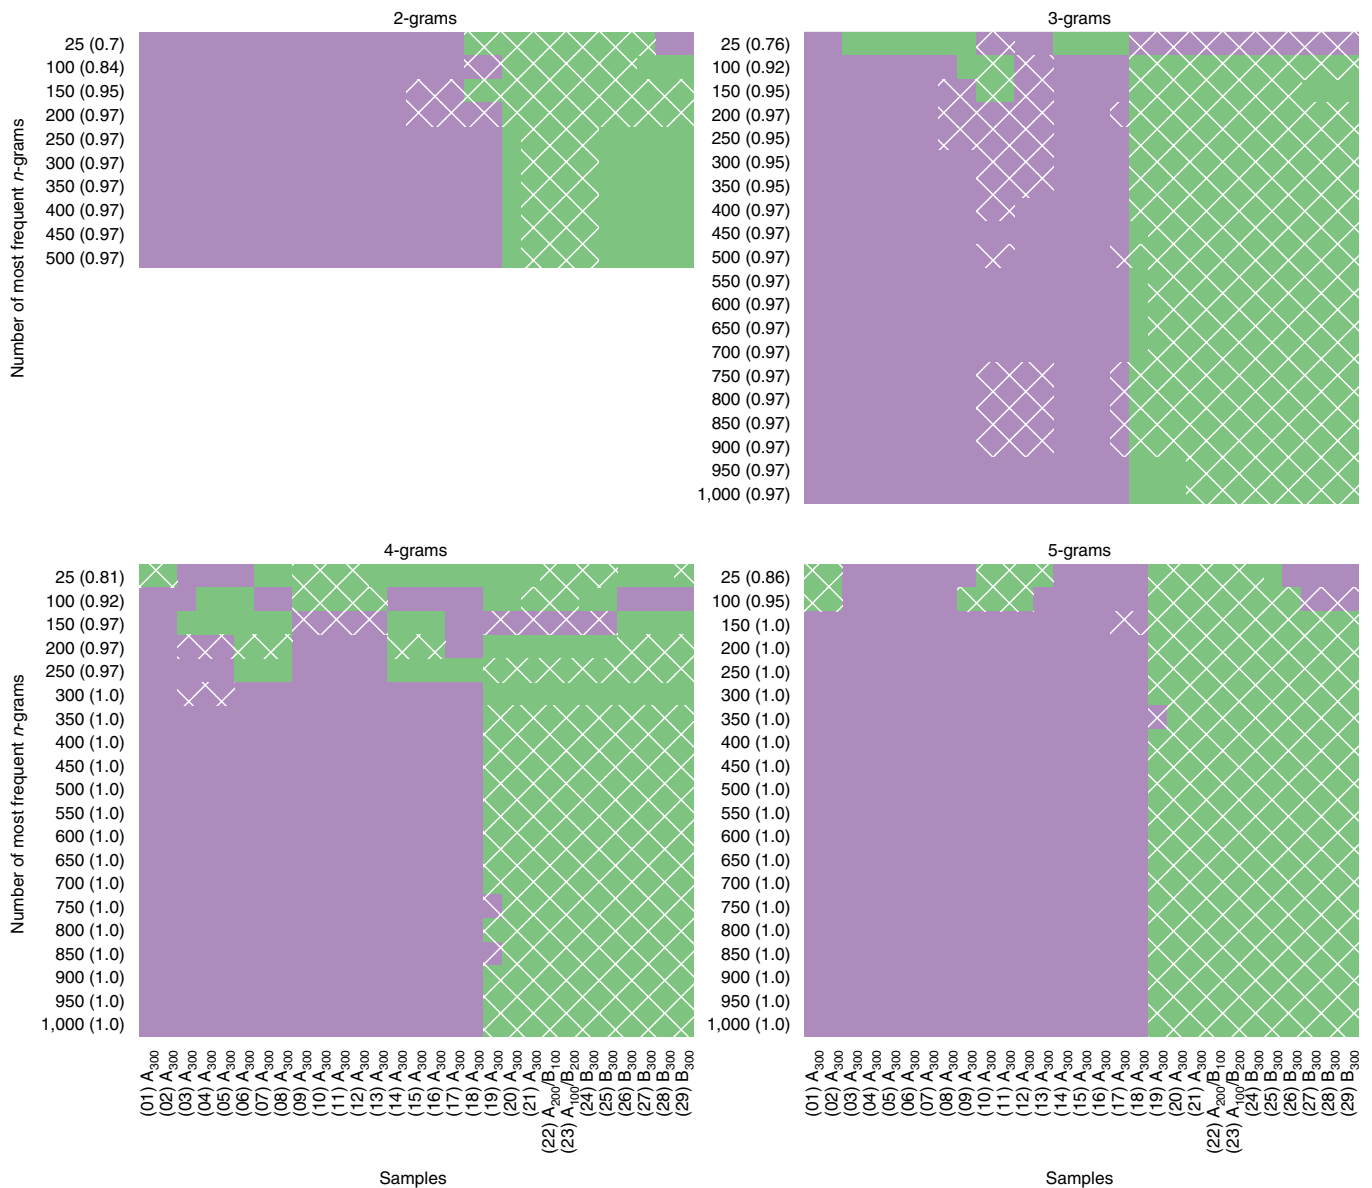 2-grams
25 (0.7)
100 (0.84)
150 (0.95)
200 (0.97)
250 (0.97)
300 (0.97)
350 (0.97)
400 (0.97)
450 (0.97)
500 (0.97)
Number of most frequent n-grams
3-grams
25 (0.76)
100 (0.92)
150 (0.95)
200 (0.97)
250 (0.95)
300 (0.95)
350 (0.95)
400 (0.97)
450 (0.97)
500 (0.97)
550 (0.97)
600 (0.97)
650 (0.97)
700 (0.97)
750 (0.97)
800 (0.97)
850 (0.97)
900 (0.97)
950 (0.97)
1,000 (0.97)
4-grams
25 (0.81)
100 (0.92)
150 (0.97)
200 (0.97)
250 (0.97)
300 (1.0)
350 (1.0)
400 (1.0)
450 (1.0)
500 (1.0)
550 (1.0)
600 (1.0)
650 (1.0)
700 (1.0)
750 (1.0)
800 (1.0)
850 (1.0)
900 (1.0)
950 (1.0)
1,000 (1.0)
Number of most frequent n-grams
(01) A300
(02) A300
(03) A300
(04) A300
(05) A300
(06) A300
(07) A300
(08) A300
(09) A300
(10) A300
(11) A300
(12) A300
(13) A300
(14) A300
(15) A300
(16) A300
(17) A300
(18) A300
(19) A300
(20) A300
(21) A300
(22) A200/B100
(23) A100/B200
(24) B300
(25) B300
(26) B300
(27) B300
(28) B300
(29) B300
Samples
5-grams
25 (0.86)
100 (0.95)
150 (1.0)
200 (1.0)
250 (1.0)
300 (1.0)
350 (1.0)
400 (1.0)
450 (1.0)
500 (1.0)
550 (1.0)
600 (1.0)
650 (1.0)
700 (1.0)
750 (1.0)
800 (1.0)
850 (1.0)
900 (1.0)
950 (1.0)
1,000 (1.0)
(01) A300
(02) A300
(03) A300
(04) A300
(05) A300
(06) A300
(07) A300
(08) A300
(09) A300
(10) A300
(11) A300
(12) A300
(13) A300
(14) A300
(15) A300
(16) A300
(17) A300
(18) A300
(19) A300
(20) A300
(21) A300
(22) A200/B100
(23) A100/B200
(24) B300
(25) B300
(26) B300
(27) B300
(28) B300
(29) B300
Samples